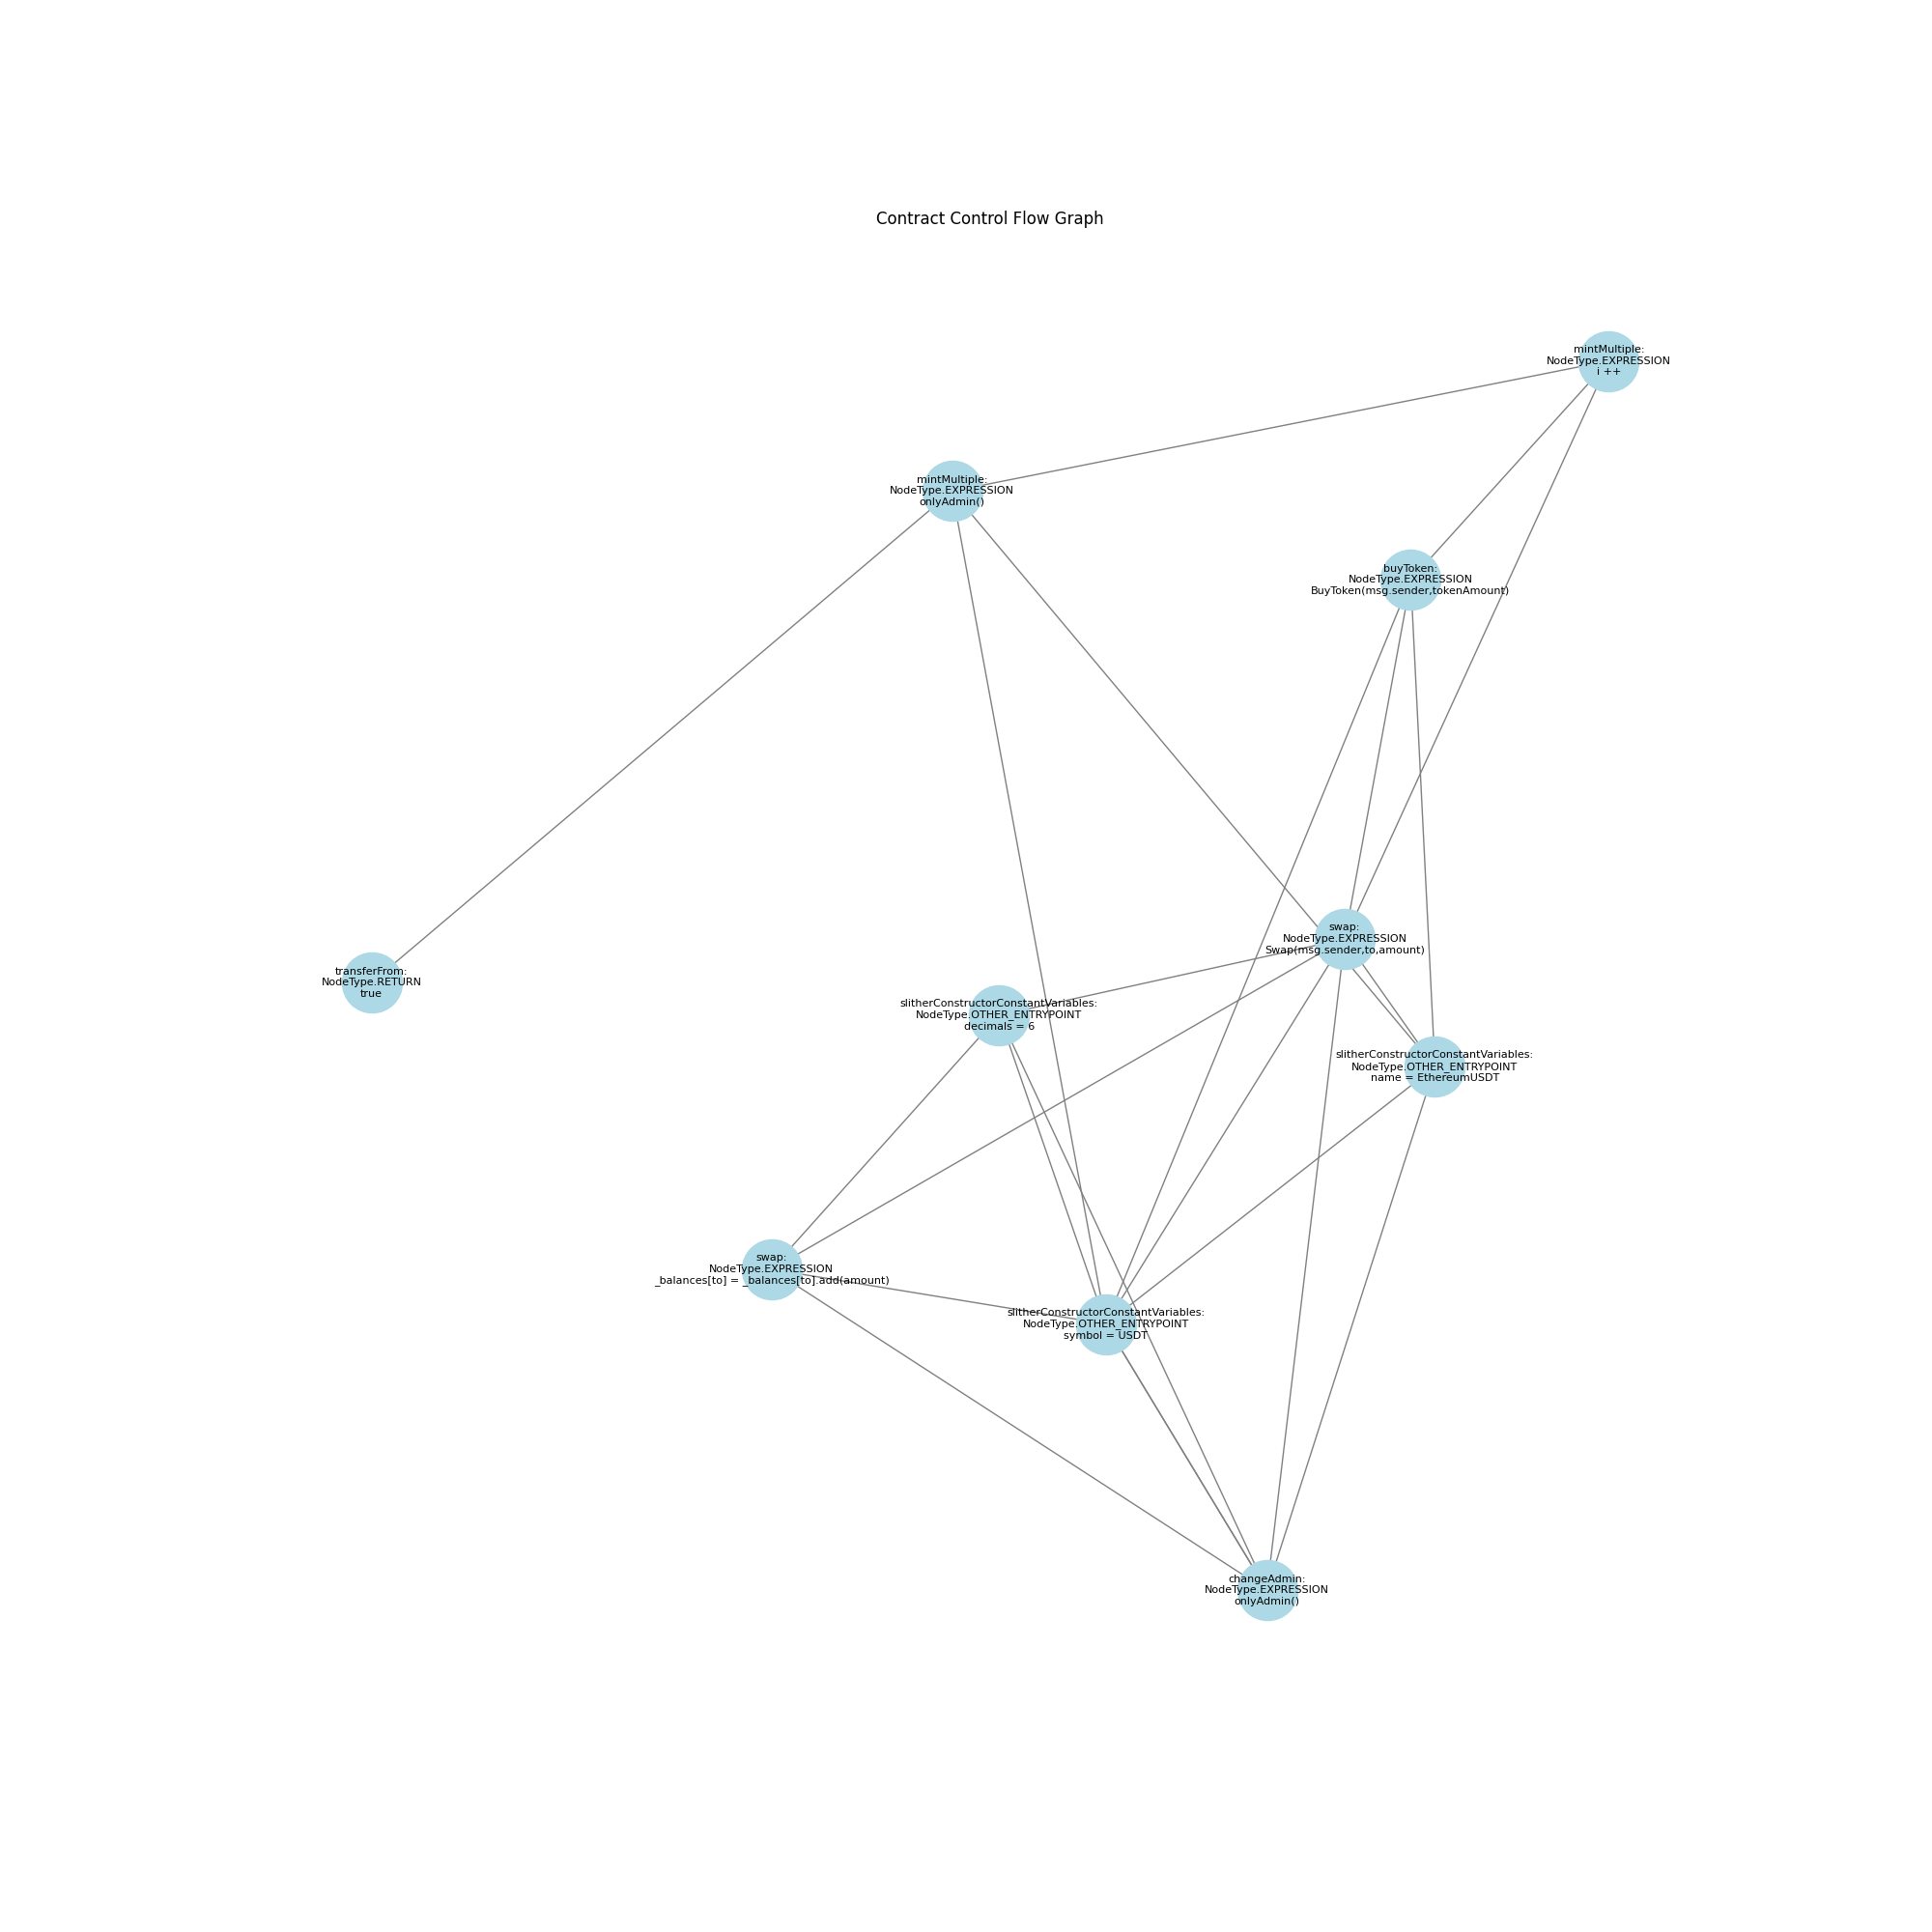 Contract Control Flow Graph
mintMultiple:
NodeType.EXPRESSION
i ++
mintMultiple:
NodeType.EXPRESSION
onlyAdmin()
buyToken:
NodeType.EXPRESSION
BuyToken(msg.sender,tokenAmount)
swap:
NodeType.EXPRESSION
Swap(msg.sender,to,amount)
transferFrom:
NodeType.RETURN
true
slitherConstructorConstantVariables:
NodeType.OTHER_ENTRYPOINT
decimals = 6
slitherConstructorConstantVariables:
NodeType.OTHER_ENTRYPOINT
name = EthereumUSDT
swap:
NodeType.EXPRESSION
_balances[to] = _balances[to].add(amount)
slitherConstructorConstantVariables:
NodeType.OTHER_ENTRYPOINT
symbol = USDT
changeAdmin:
NodeType.EXPRESSION
onlyAdmin()